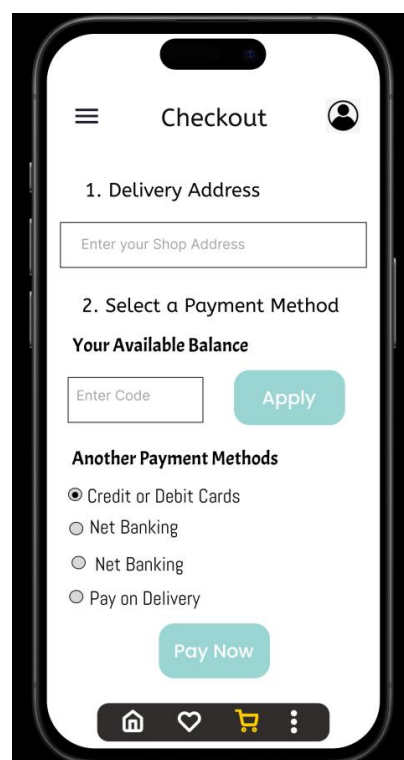 Checkout
1. Delivery Address
Enter your Shop Address
2. Select a Payment Method
Your Available Balance
Enter Code
Apply
Another Payment Methods
Credit or Debit Cards
Net Banking
Net Banking
Pay on Delivery
Pay Now